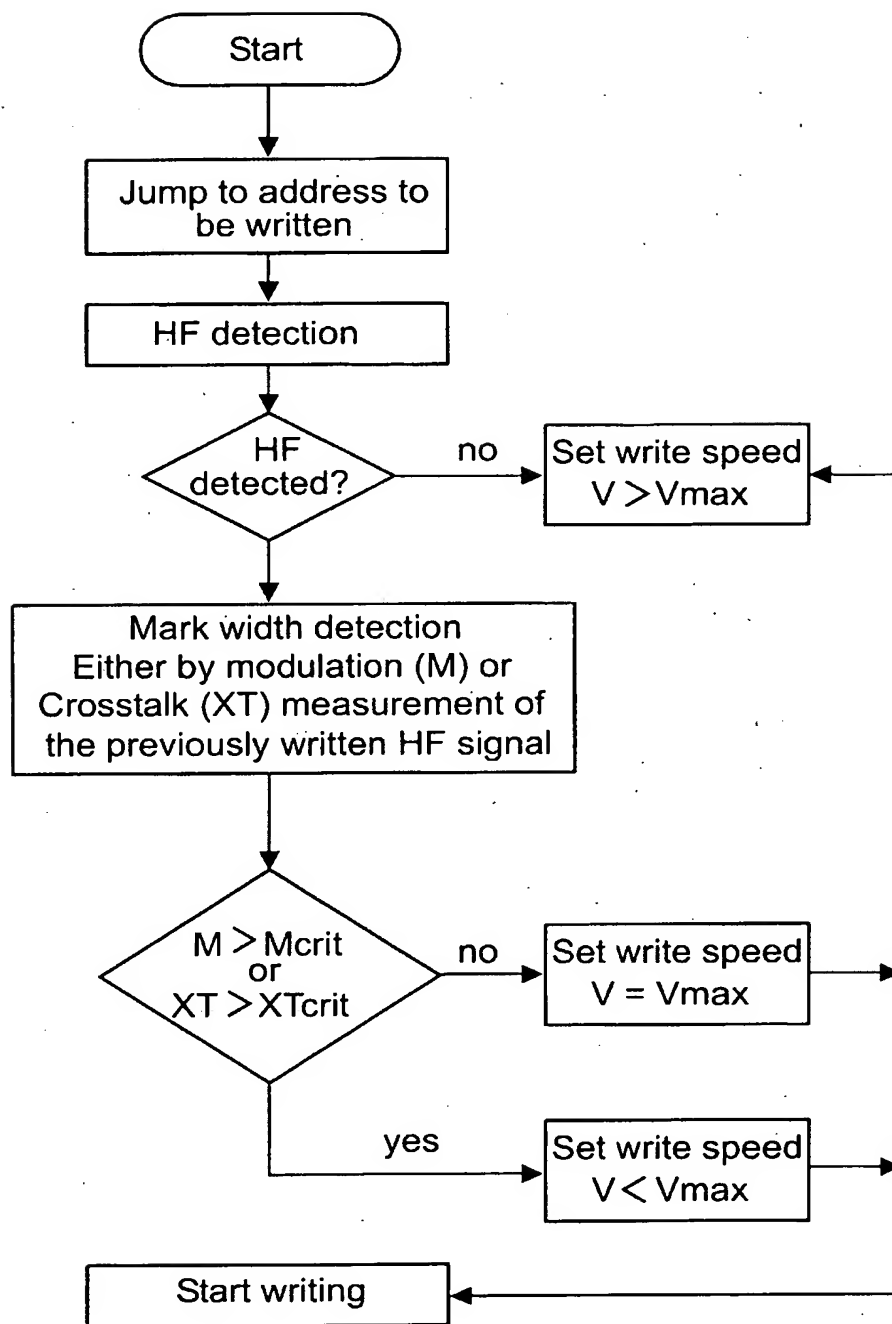 Start
Jump to address to
be written
HF detection
HF
detected?
no
Set write speed
V > Vmax
Mark width detection
Either by modulation (M) or
Crosstalk (XT) measurement of
the previously written HF signal
M > Mcrit
or
XT > XTcrit
no
Set write speed
V = Vmax
yes
Set write speed
V < Vmax
Start writing